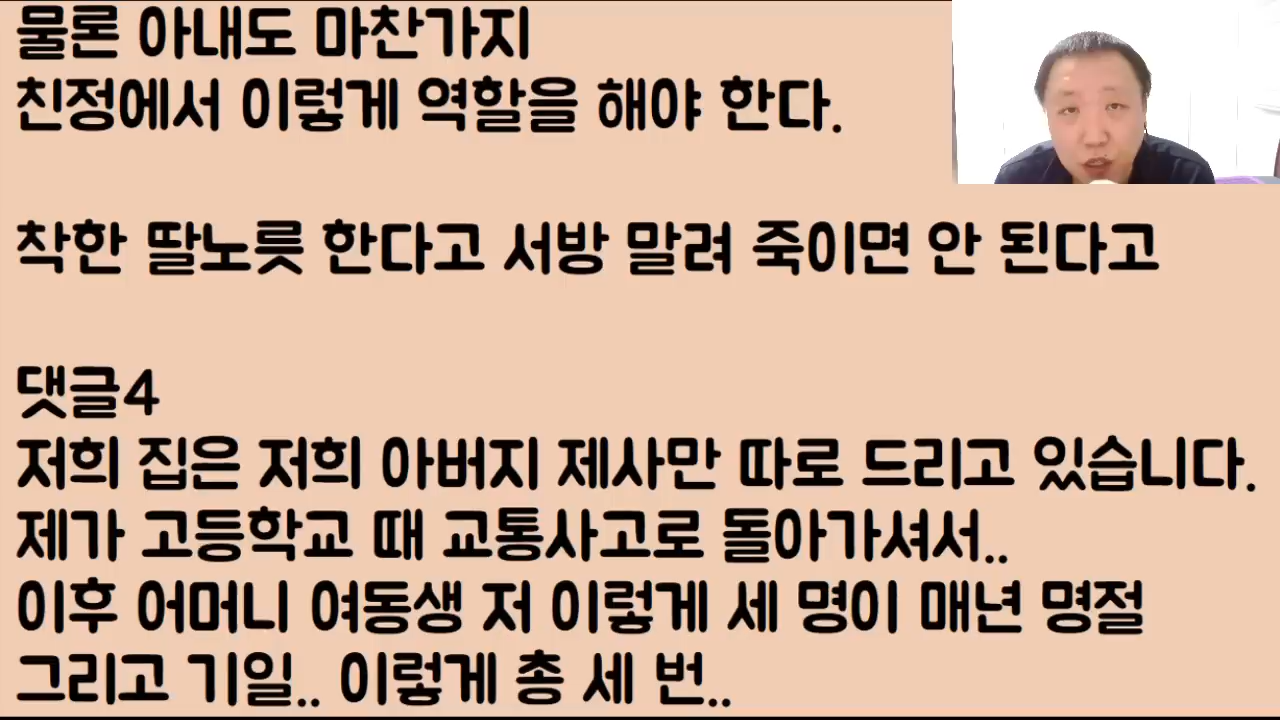 물론 아내도 마찬가지
친정에서 이렇게 역할을 해야 한다.
착한 딸노릇 한다고 서방 말려 죽이면 안 된다고
댓글4
저희 집은 저희 아버지 제사만 따로 드리고 있습니다.
제가 고등학교 때 교통사고로 돌아가셔서..
이후 어머니 여동생 저 이렇게 세 명이 매년 명절
그리고 기일.. 이렇게 총 세 번..